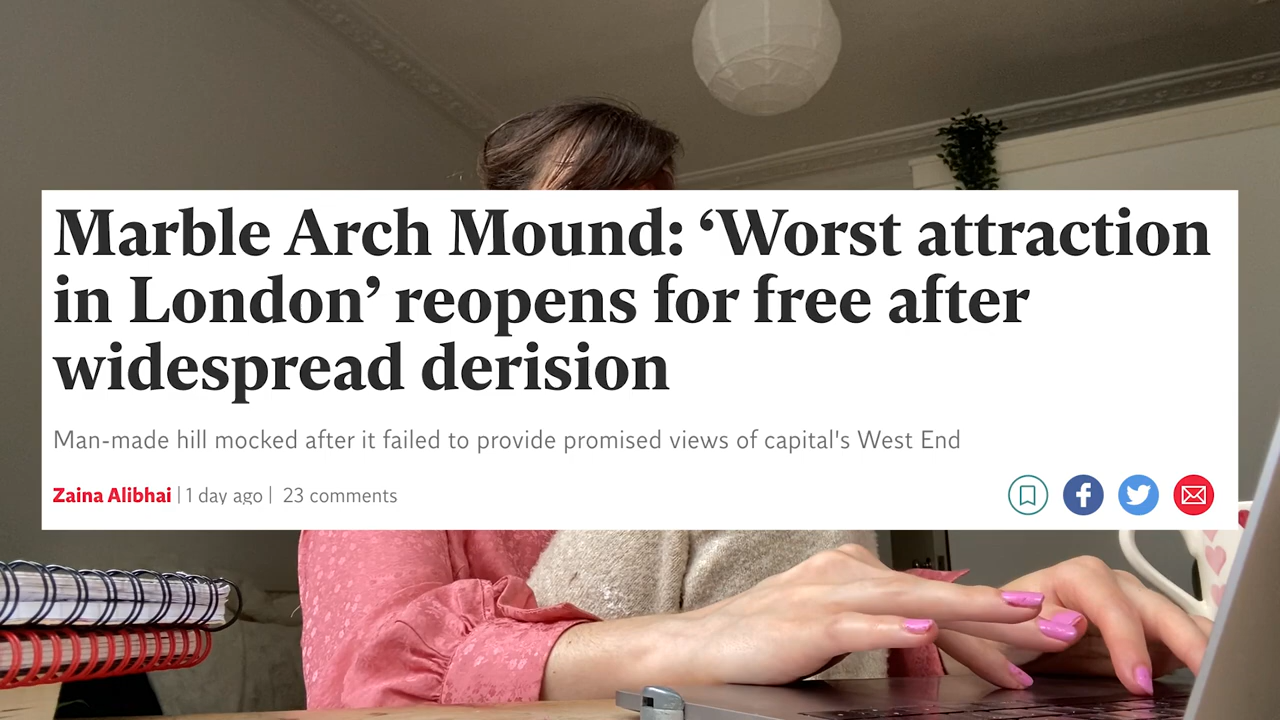 Marble Arch Mound: ‘Worst attraction
in London’ reopens for free after
widespread derision
Man-made hill mocked after it failed to provide promised views of capital's West End
Zaina Alibhai | 1 day ago | 23 comments